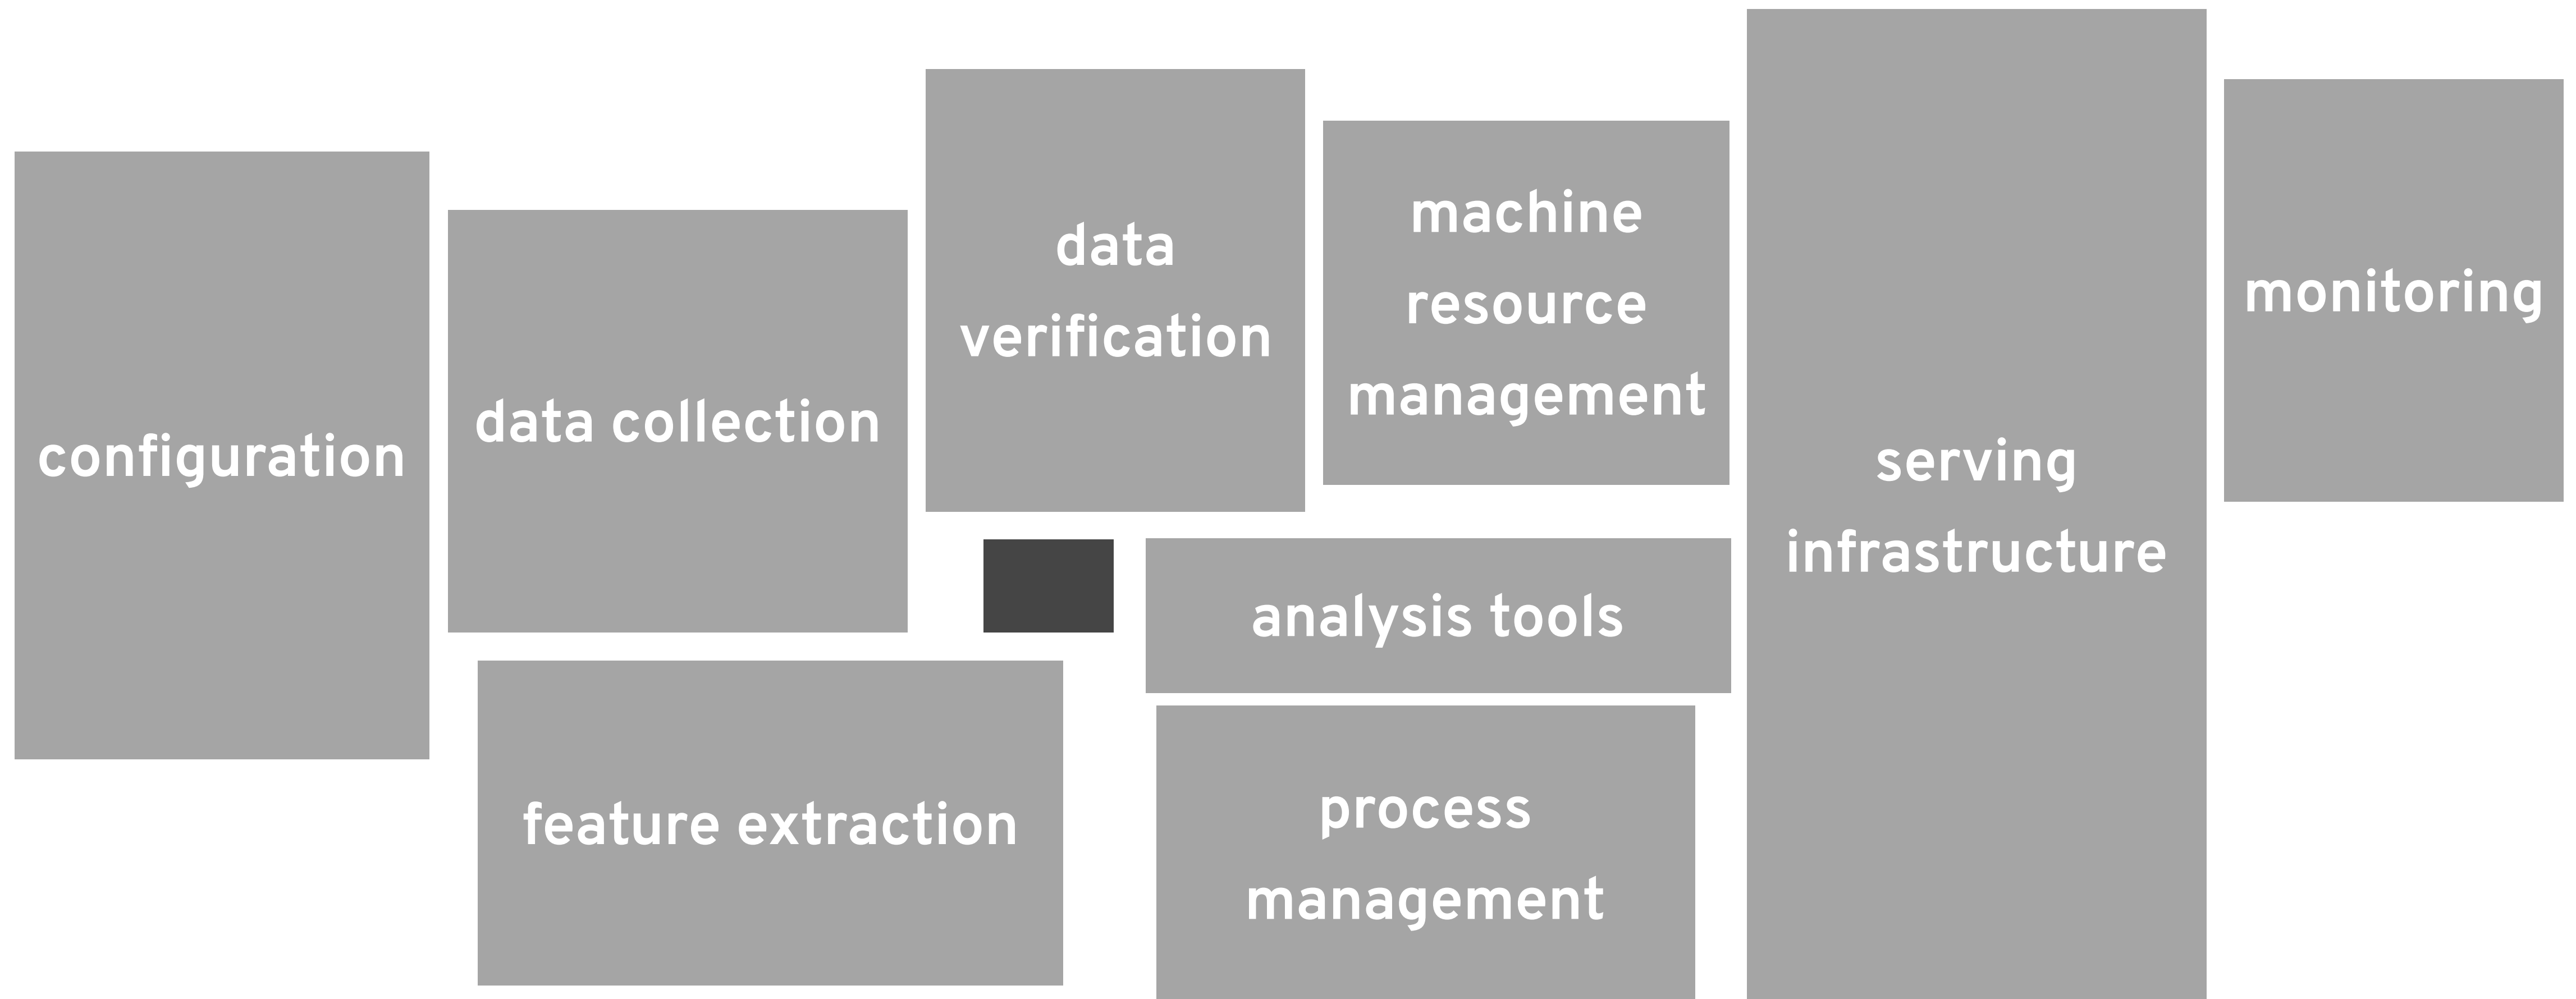 configuration
data collection
data
verification
machine
resource
management
serving
infrastructure
monitoring
analysis tools
feature extraction
process
management